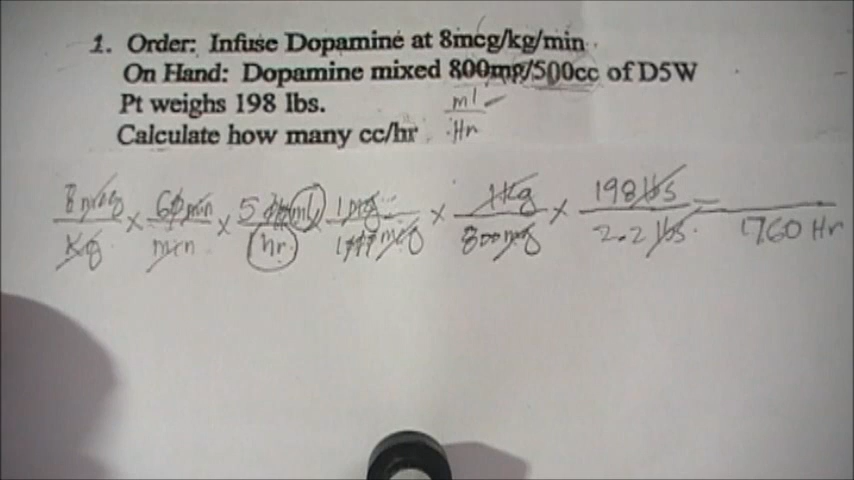 1. Order: Infuse Dopamine at 8mcg/kg/min
On Hand: Dopamine mixed 800mg/500cc of D5W
Pt weighs 198 lbs.
Calculate how many cc/hr
ml
Hr
8 mcg × 60 min × 500 ml 1 mg × 1 Kg × 198 lbs =
Kg min hr 1000 mcg 800 mg 2.2 lbs 1760 Hr